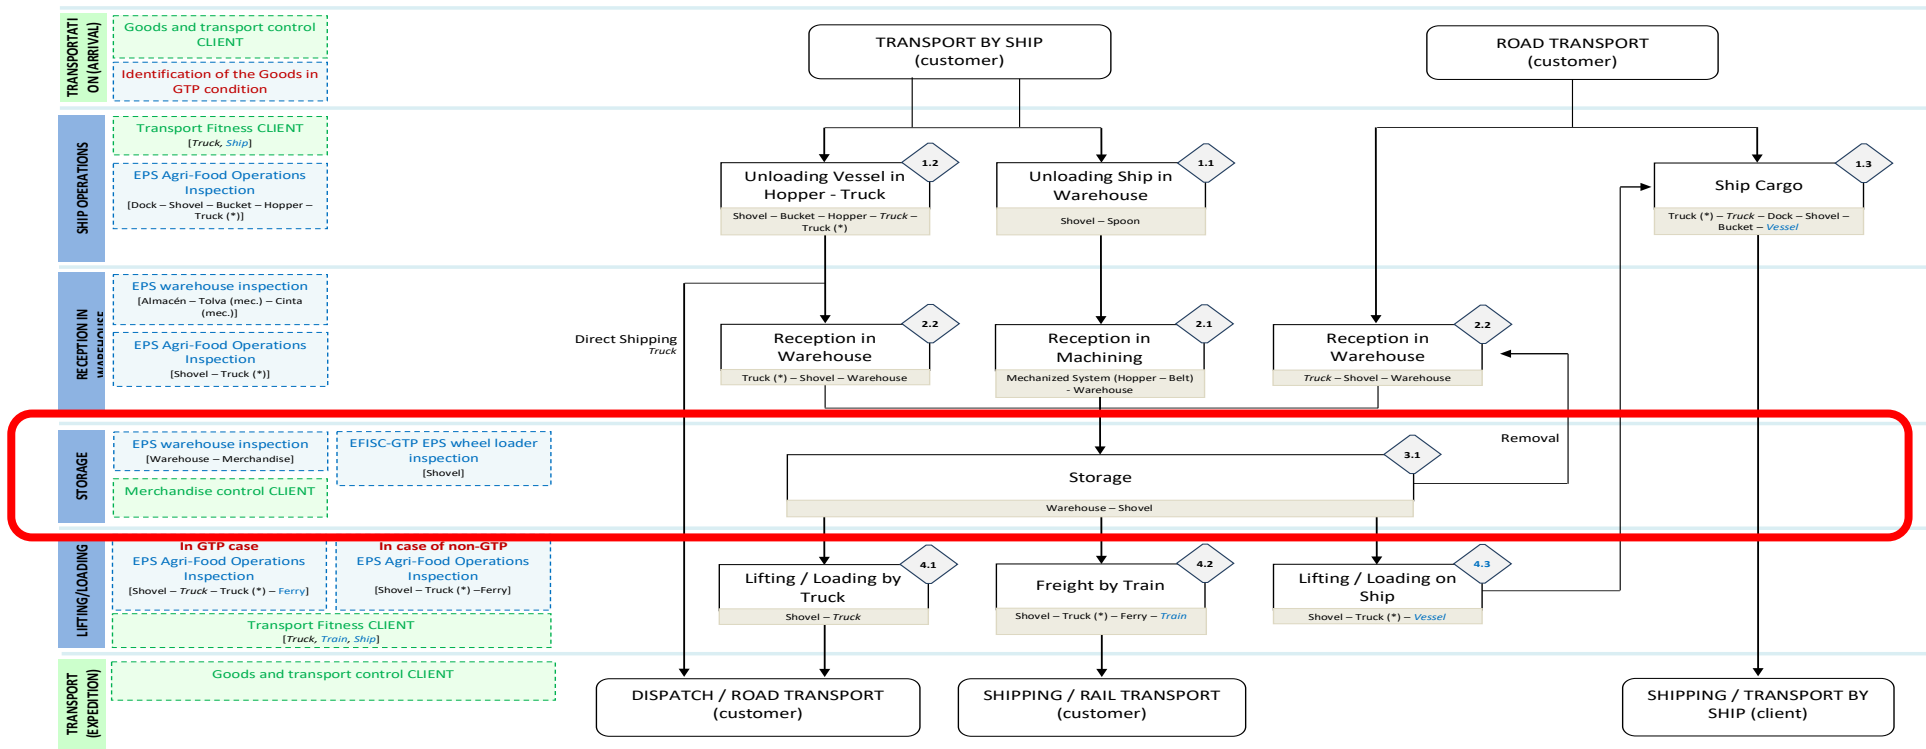 TRANSPORTATI
ON (ARRIVAL)
Goods and transport control
CLIENT
Identification of the Goods in
GTP condition
TRANSPORT BY SHIP
(customer)
ROAD TRANSPORT
(customer)
SHIP OPERATIONS
Transport Fitness CLIENT
[Truck, Ship]
EPS Agri-Food Operations
Inspection
[Dock – Shovel – Bucket – Hopper –
Truck (*)]
1.2
Unloading Vessel in
Hopper - Truck
Shovel – Bucket – Hopper – Truck –
Truck (*)
1.1
Unloading Ship in
Warehouse
Shovel – Spoon
1.3
Ship Cargo
Truck (*) – Truck – Dock – Shovel –
Bucket – Vessel
RECEPTION IN
WAREHOUSE
EPS warehouse inspection
[Almacén – Tolva (mec.) – Cinta
(mec.)]
EPS Agri-Food Operations
Inspection
[Shovel – Truck (*)]
Direct Shipping
Truck
2.2
Reception in
Warehouse
Truck (*) – Shovel – Warehouse
2.1
Reception in
Machining
Mechanized System (Hopper – Belt)
- Warehouse
2.2
Reception in
Warehouse
Truck – Shovel – Warehouse
STORAGE
EPS warehouse inspection
[Warehouse – Merchandise]
EFISC-GTP EPS wheel loader
inspection
[Shovel]
Merchandise control CLIENT
Removal
3.1
Storage
Warehouse – Shovel
LIFTING/LOADING
In GTP case
EPS Agri-Food Operations
Inspection
[Shovel – Truck – Truck (*) – Ferry]
In case of non-GTP
EPS Agri-Food Operations
Inspection
[Shovel – Truck (*) –Ferry]
Transport Fitness CLIENT
[Truck, Train, Ship]
4.1
Lifting / Loading by
Truck
Shovel – Truck
4.2
Freight by Train
Shovel – Truck (*) – Ferry – Train
4.3
Lifting / Loading on
Ship
Shovel – Truck (*) – Vessel
TRANSPORT
(EXPEDITION)
Goods and transport control CLIENT
DISPATCH / ROAD TRANSPORT
(customer)
SHIPPING / RAIL TRANSPORT
(customer)
SHIPPING / TRANSPORT BY
SHIP (client)